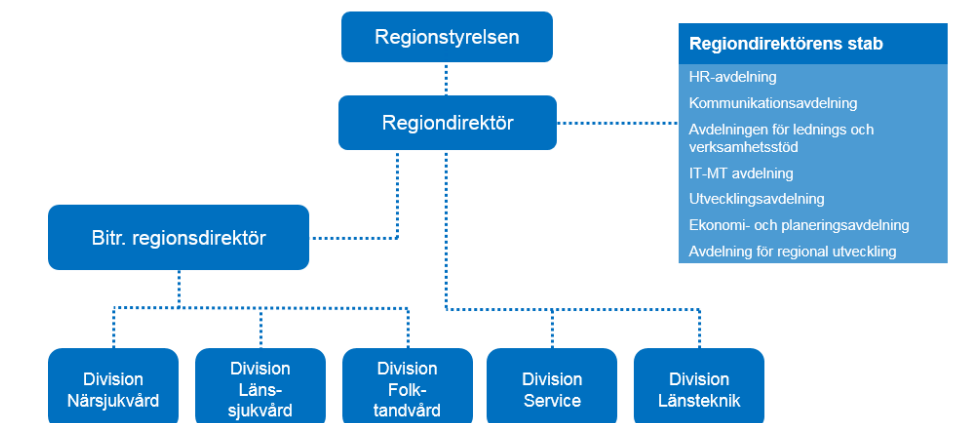 Regionstyrelsen
Regiondirektör
Regiondirektörens stab
HR-avdelning
Kommunikationsavdelning
Avdelningen för lednings och
verksamhetsstöd
IT-MT avdelning
Utvecklingsavdelning
Ekonomi- och planeringsavdelning
Avdelning för regional utveckling
Bitr. regionsdirektör
Division
Närsjukvård
Division
Läns-
sjukvård
Division
Folk-
tandvård
Division
Service
Division
Länsteknik